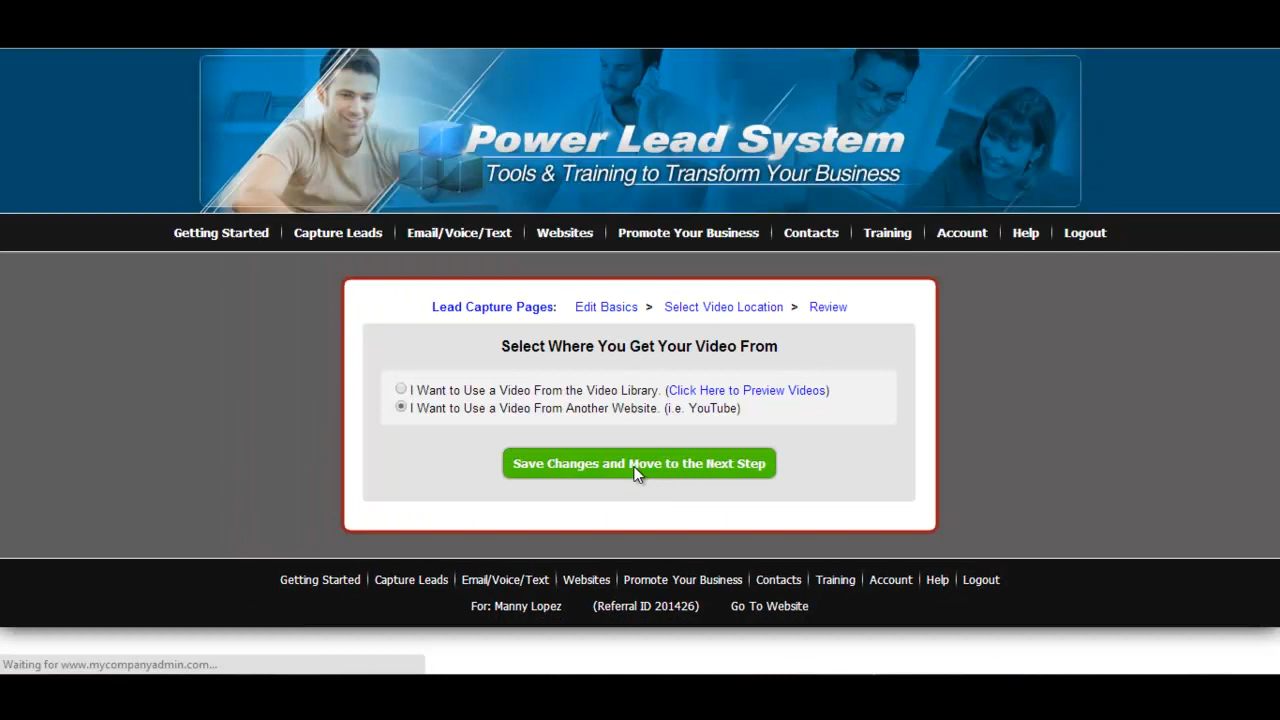 Power Lead System
Tools & Training to Transform Your Business
Getting Started Capture Leads Email/Voice/Text Websites Promote Your Business Contacts Training Account Help Logout
Lead Capture Pages: Edit Basics > Select Video Location > Review
Select Where You Get Your Video From
I Want to Use a Video From the Video Library. (Click Here to Preview Videos)
I Want to Use a Video From Another Website. (i.e. YouTube)
Save Changes and Move to the Next Step
Getting Started Capture Leads Email/Voice/Text Websites Promote Your Business Contacts Training Account Help Logout
For: Manny Lopez (Referral ID 201426) Go To Website
Waiting for www.mycompanyadmin.com...